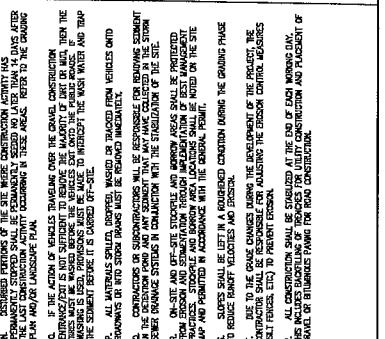 N. DISTURBED PORTIONS OF THE SITE WHERE CONSTRUCTION ACTIVITY HAS
PERMANENTLY STOPPED SHALL BE PERMANENTLY SEEDED NO LATER THAN 14 DAYS AFTER
THE LAST CONSTRUCTION ACTIVITY OCCURRING IN THESE AREAS. REFER TO THE GRADING
PLAN AND/OR LANDSCAPE PLAN.
O. IF THE ACTION OF VEHICLES TRAVELING OVER THE GRAVEL CONSTRUCTION
ENTRANCE/EXIT IS NOT SUFFICIENT TO REMOVE THE MAJORITY OF DIRT OR MUD, THEN THE
TIRES MUST BE WASHED BEFORE THE VEHICLES EXIT ONTO THE PUBLIC ROADS. IF
WASHING IS USED, PROVISIONS MUST BE MADE TO INTERCEPT THE WASH WATER AND TRAP
THE SEDIMENT BEFORE IT IS CARRIED OFF-SITE.
P. ALL MATERIALS SPILLED, DROPPED, WASHED OR TRACKED FROM VEHICLES ONTO
ROADWAYS OR INTO STORM DRAINS MUST BE REMOVED IMMEDIATELY.
Q. CONTRACTORS OR SUBCONTRACTORS WILL BE RESPONSIBLE FOR REMOVING SEDIMENT
IN THE DETENTION POND AND ANY SEDIMENT THAT MAY HAVE COLLECTED IN THE STORM
SEWER DRAINAGE SYSTEMS IN CONJUNCTION WITH THE STABILIZATION OF THE SITE.
R. ON-SITE AND OFF-SITE STOCKPILE AND BORROW AREAS SHALL BE PROTECTED
FROM EROSION AND SEDIMENTATION THROUGH IMPLEMENTATION OF BEST MANAGEMENT
PRACTICES. STOCKPILE AND BORROW AREA LOCATIONS SHALL BE NOTED ON THE SITE
MAP AND PERMITTED IN ACCORDANCE WITH THE GENERAL PERMIT.
SLOPES SHALL BE LEFT IN A ROUGHENED CONDITION DURING THE GRADING PHASE
TO REDUCE RUNOFF VELOCITIES AND EROSION.
DUE TO THE GRADE CHANGES DURING THE DEVELOPMENT OF THE PROJECT, THE
CONTRACTOR SHALL BE RESPONSIBLE FOR ADJUSTING THE EROSION CONTROL MEASURES
(SILT FENCES, ETC) TO PREVENT EROSION.
ALL CONSTRUCTION SHALL BE STABILIZED AT THE END OF EACH WORKING DAY.
THIS INCLUDES BACKFILLING OF TRENCHES FOR UTILITY CONSTRUCTION AND PLACEMENT OF
GRAVEL OR BITUMINOUS PAVING FOR ROAD CONSTRUCTION.